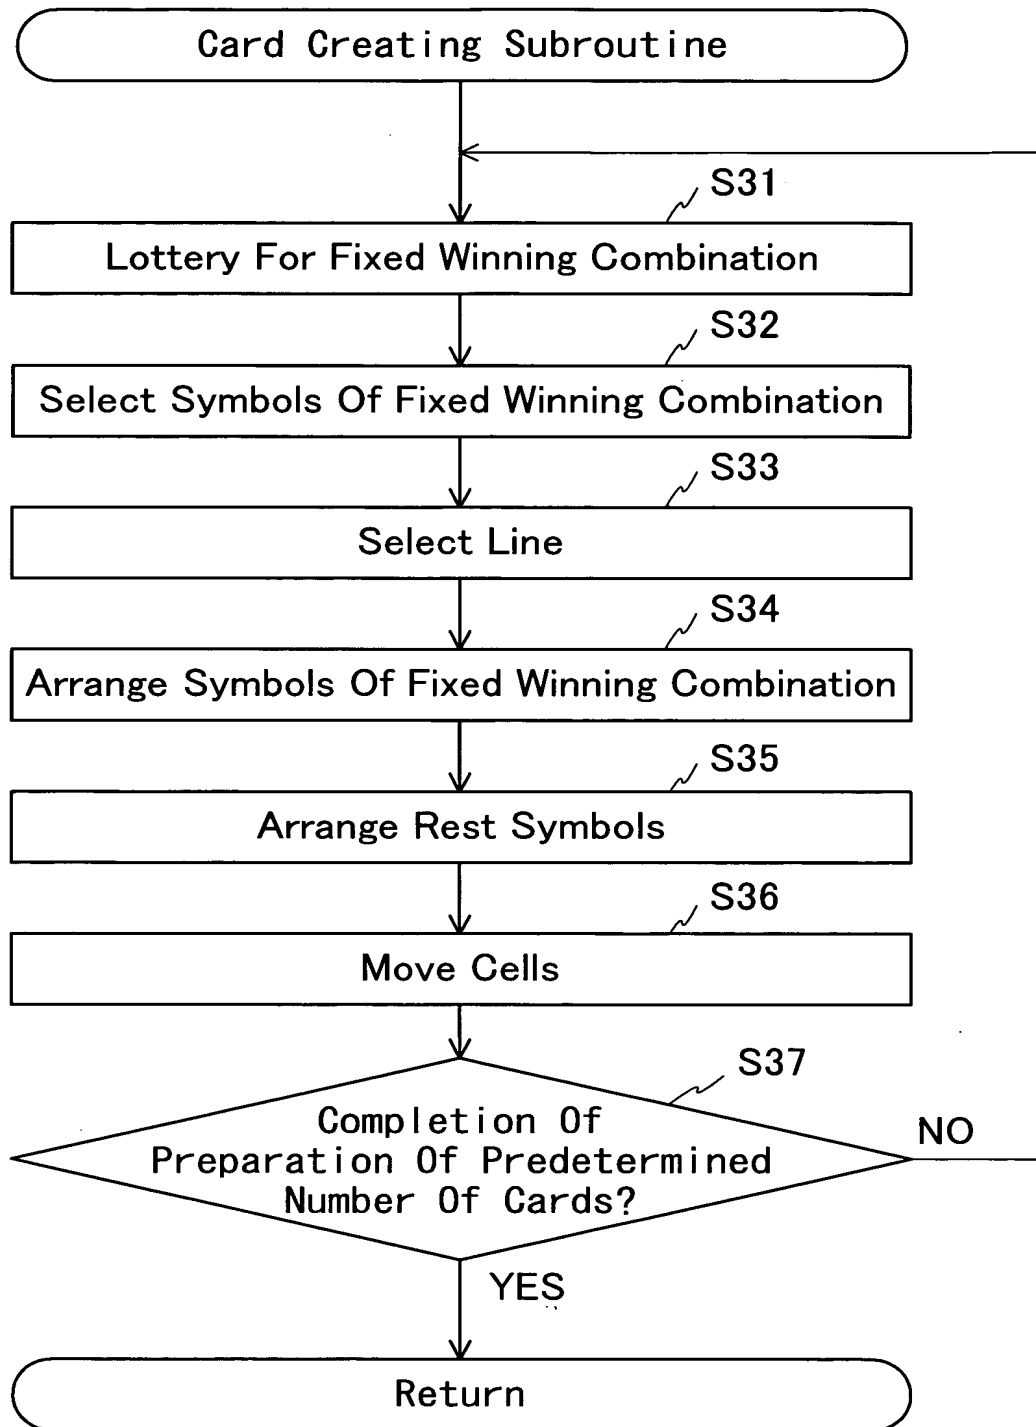 Card Creating Subroutine
S31
Lottery For Fixed Winning Combination
S32
Select Symbols Of Fixed Winning Combination
S33
Select Line
S34
Arrange Symbols Of Fixed Winning Combination
S35
Arrange Rest Symbols
S36
Move Cells
S37
Completion Of
Preparation Of Predetermined
Number Of Cards?
NO
YES
Return